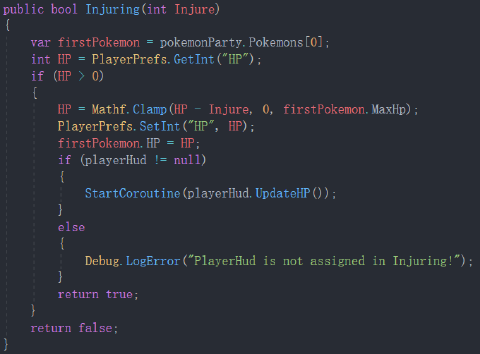 public bool Injuring(int Injure)
{
    var firstPokemon = pokemonParty.Pokemons[0];
    int HP = PlayerPrefs.GetInt("HP");
    if (HP > 0)
    {
        HP = Mathf.Clamp(HP - Injure, 0, firstPokemon.MaxHp);
        PlayerPrefs.SetInt("HP", HP);
        firstPokemon.HP = HP;
        if (playerHud != null)
        {
            StartCoroutine(playerHud.UpdateHP());
        }
        else
        {
            Debug.LogError("PlayerHud is not assigned in Injuring!");
        }
        return true;
    }
    return false;
}